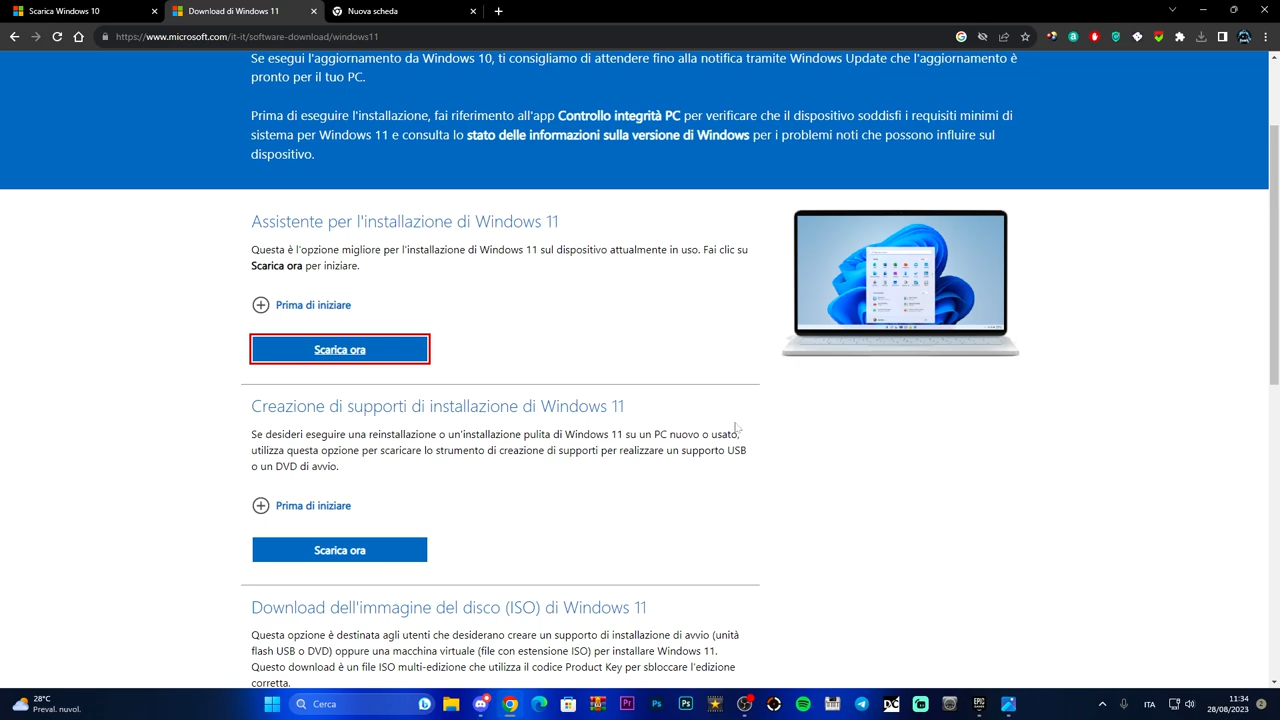 Scarica Windows 10
Download di Windows 11
Nuova scheda
https://www.microsoft.com/it-it/software-download/windows11
Se esegui l'aggiornamento da Windows 10, ti consigliamo di attendere fino alla notifica tramite Windows Update che l'aggiornamento è
pronto per il tuo PC.
Prima di eseguire l'installazione, fai riferimento all'app Controllo integrità PC per verificare che il dispositivo soddisfi i requisiti minimi di
sistema per Windows 11 e consulta lo stato delle informazioni sulla versione di Windows per i problemi noti che possono influire sul
dispositivo.
Assistente per l'installazione di Windows 11
Questa è l'opzione migliore per l'installazione di Windows 11 sul dispositivo attualmente in uso. Fai clic su
Scarica ora per iniziare.
Prima di iniziare
Scarica ora
Creazione di supporti di installazione di Windows 11
Se desideri eseguire una reinstallazione o un'installazione pulita di Windows 11 su un PC nuovo o usato,
utilizza questa opzione per scaricare lo strumento di creazione di supporti per realizzare un supporto USB
o un DVD di avvio.
Prima di iniziare
Scarica ora
Download dell'immagine del disco (ISO) di Windows 11
Questa opzione è destinata agli utenti che desiderano creare un supporto di installazione di avvio (unità
flash USB o DVD) oppure una macchina virtuale (file con estensione ISO) per installare Windows 11.
Questo download è un file ISO multi-edizione che utilizza il codice Product Key per sbloccare l'edizione
corretta.
28°C
Preval. nuvol.
Cerca
ITA
11:34
28/08/2023